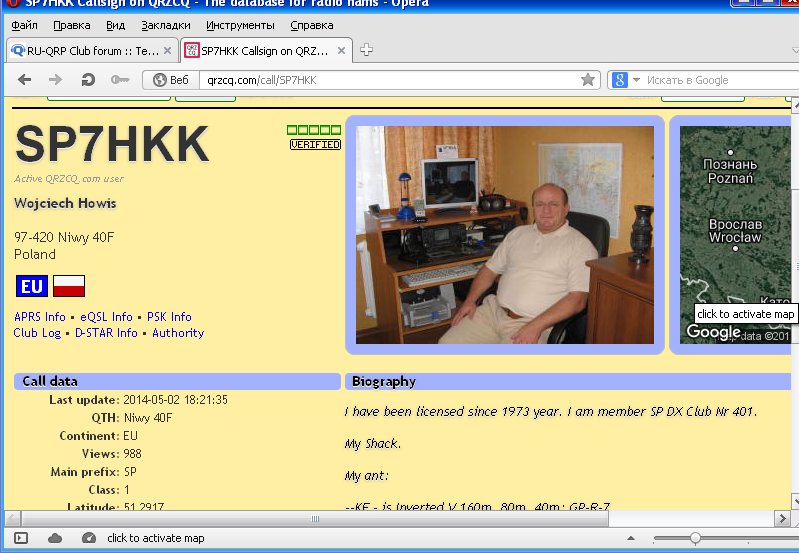 SP7HKK Callsign on QRZCQ - The database for radio hams - Opera
Файл Правка Вид Закладки Инструменты Справка
RU-QRP Club forum :: Te...
SP7HKK Callsign on QRZ...
Веб qrzcq.com/call/SP7HKK
Искать в Google
SP7HKK
VERIFIED
Active QRZCQ.com user
Wojciech Howis
97-420 Niwy 40F
Poland
EU
APRS Info • eQSL Info • PSK Info
Club Log • D-STAR Info • Authority
Познань
Poznań
Врослав
Wrocław
Като
click to activate map
Google
data ©201
Call data
Last update: 2014-05-02 18:21:35
QTH: Niwy 40F
Continent: EU
Views: 988
Main prefix: SP
Class: 1
Latitude: 51.2917
Biography
I have been licensed since 1973 year. I am member SP DX Club Nr 401.
My Shack.
My ant:
--KF - is Inverted V 160m, 80m, 40m; GP-R-7
click to activate map